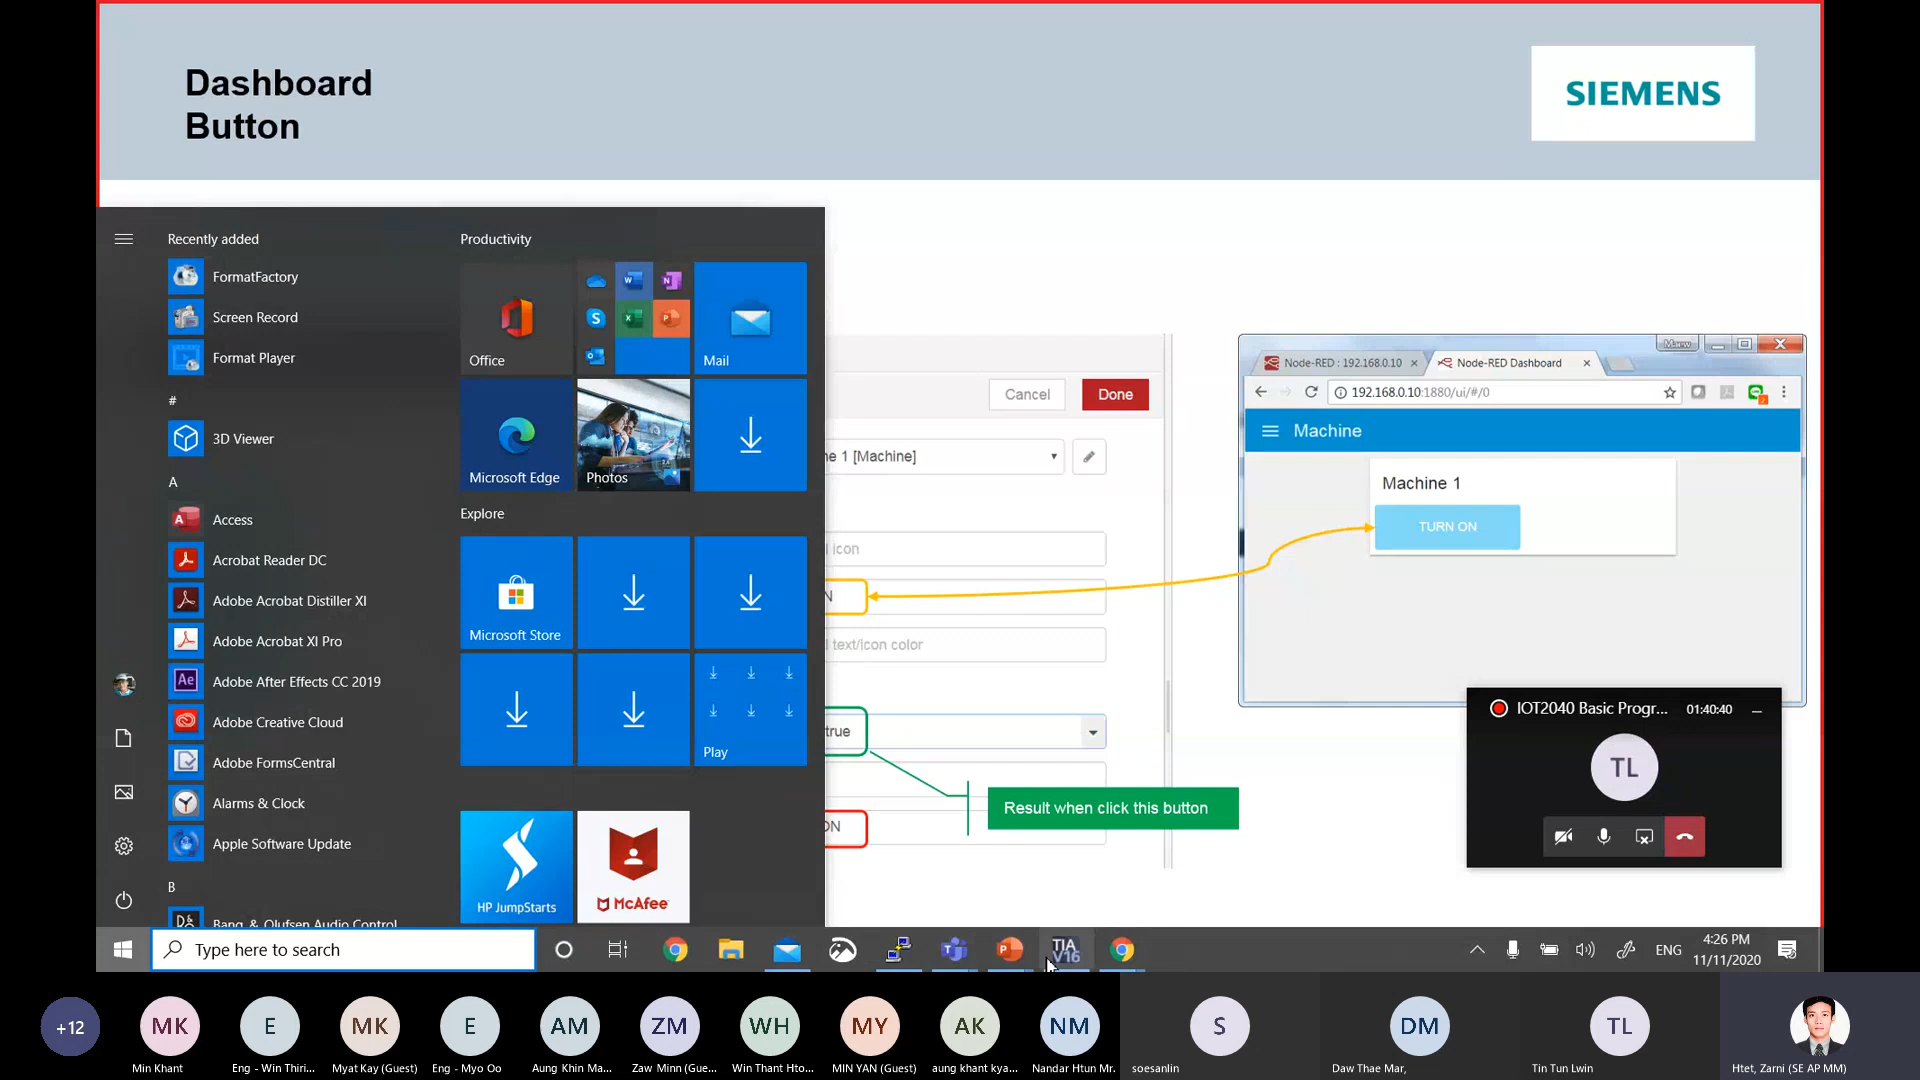 Dashboard
Button
SIEMENS
Recently added
FormatFactory
Screen Record
Format Player
#
3D Viewer
A
Access
Acrobat Reader DC
Adobe Acrobat Distiller XI
Adobe Acrobat XI Pro
Adobe After Effects CC 2019
Adobe Creative Cloud
Adobe FormsCentral
Alarms & Clock
Apple Software Update
B
Bang & Olufsen Audio Control
Productivity
Office
Mail
Microsoft Edge
Photos
Explore
Microsoft Store
Play
HP JumpStarts
McAfee
Cancel
Done
e 1 [Machine]
icon
N
text/icon color
true
ON
Result when click this button
Maew
Node-RED : 192.168.0.10
Node-RED Dashboard
192.168.0.10:1880/ui/#/0
Machine
Machine 1
TURN ON
IOT2040 Basic Progr...
01:40:40
TL
Type here to search
TIA
V16
ENG
4:26 PM
11/11/2020
+12
MK
E
MK
E
AM
ZM
WH
MY
AK
NM
S
DM
TL
Min Khant
Eng - Win Thiri...
Myat Kay (Guest)
Eng - Myo Oo
Aung Khin Ma...
Zaw Minn (Gue...
Win Thant Hto...
MIN YAN (Guest)
aung khant kya...
Nandar Htun Mr.
soesanlin
Daw Thae Mar,
Tin Tun Lwin
Htet, Zarni (SE AP MM)